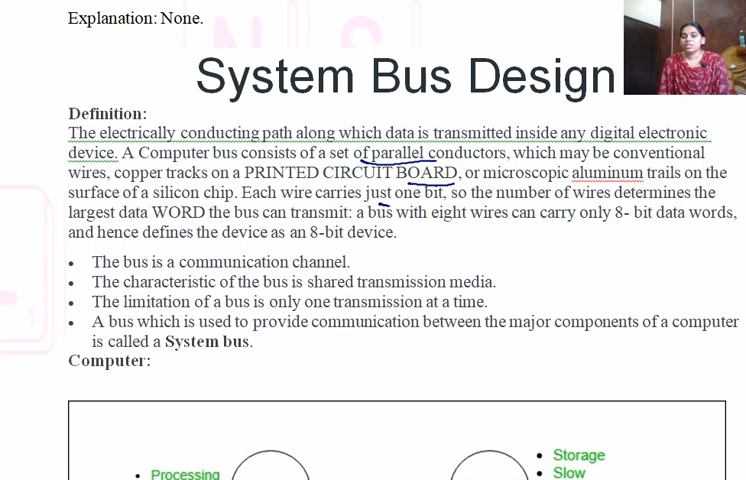 Explanation: None.
System Bus Design
Definition:
The electrically conducting path along which data is transmitted inside any digital electronic
device. A Computer bus consists of a set of parallel conductors, which may be conventional
wires, copper tracks on a PRINTED CIRCUIT BOARD, or microscopic aluminum trails on the
surface of a silicon chip. Each wire carries just one bit, so the number of wires determines the
largest data WORD the bus can transmit: a bus with eight wires can carry only 8- bit data words,
and hence defines the device as an 8-bit device.
• The bus is a communication channel.
• The characteristic of the bus is shared transmission media.
• The limitation of a bus is only one transmission at a time.
• A bus which is used to provide communication between the major components of a computer
is called a System bus.
Computer:
• Storage
• Processing
• Slow